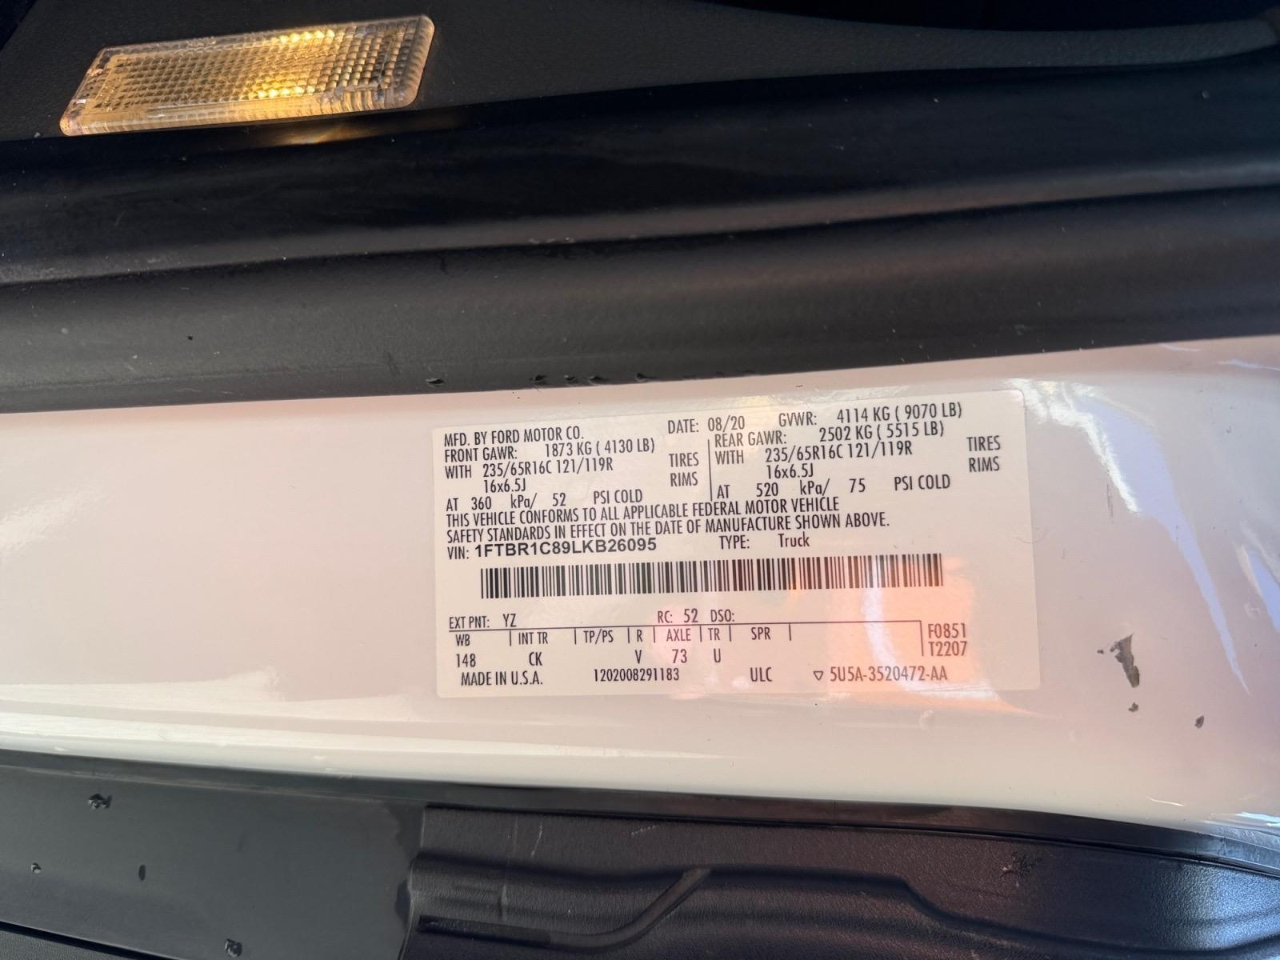 MFD. BY FORD MOTOR CO. DATE: 08/20 GVWR: 4114 KG ( 9070 LB)
FRONT GAWR: 1873 KG ( 4130 LB) REAR GAWR: 2502 KG ( 5515 LB)
WITH 235/65R16C 121/119R TIRES WITH 235/65R16C 121/119R TIRES
16x6.5J RIMS 16x6.5J RIMS
AT 360 kPa/ 52 PSI COLD AT 520 kPa/ 75 PSI COLD
THIS VEHICLE CONFORMS TO ALL APPLICABLE FEDERAL MOTOR VEHICLE
SAFETY STANDARDS IN EFFECT ON THE DATE OF MANUFACTURE SHOWN ABOVE.
VIN: 1FTBR1C89LKB26095 TYPE: Truck
EXT PNT: YZ RC: 52 DSO:
WB INT TR TP/PS R AXLE TR SPR F0851
148 CK V 73 U T2207
MADE IN U.S.A. 1202008291183 ULC ▽ 5U5A-3520472-AA